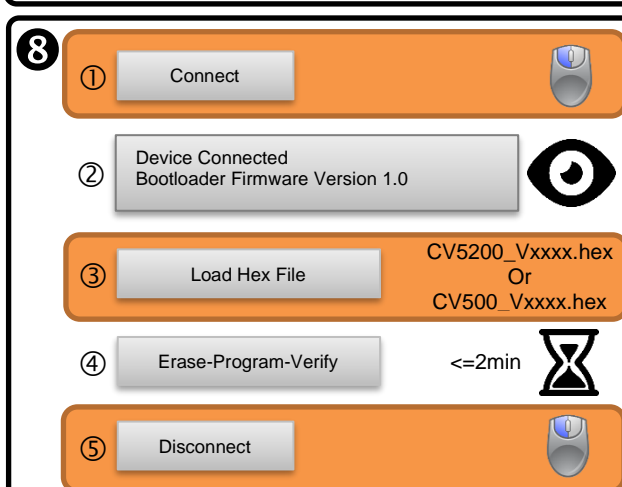 ❽
① Connect
② Device Connected
Bootloader Firmware Version 1.0
③ Load Hex File
CV5200_Vxxxx.hex
Or
CV500_Vxxxx.hex
④ Erase-Program-Verify <=2min
⑤ Disconnect